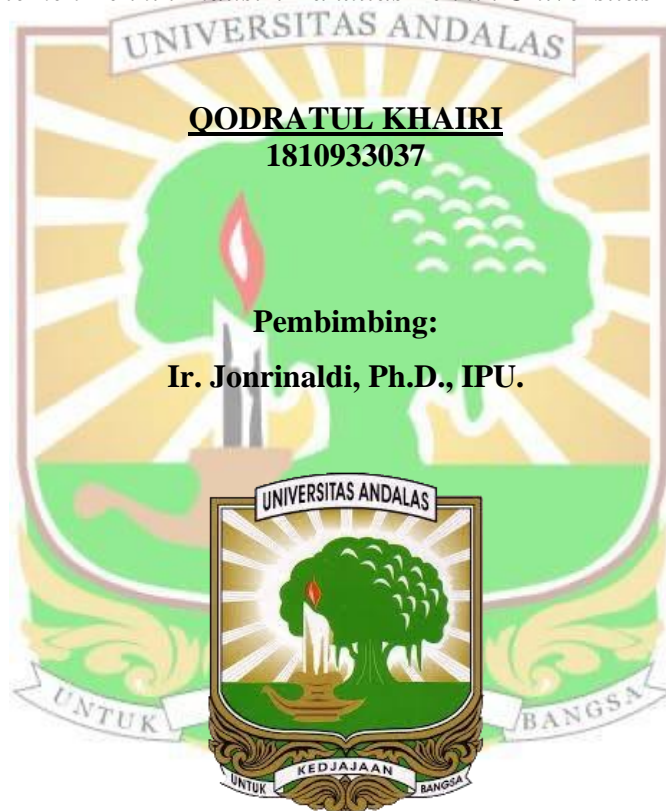 UNIVERSITAS ANDALAS
QODRATUL KHAIRI
1810933037
Pembimbing:
Ir. Jonrinaldi, Ph.D., IPU.
UNIVERSITAS ANDALAS
UNTUK BANGSA
UNTUK KEDJAJAAN BANGSA